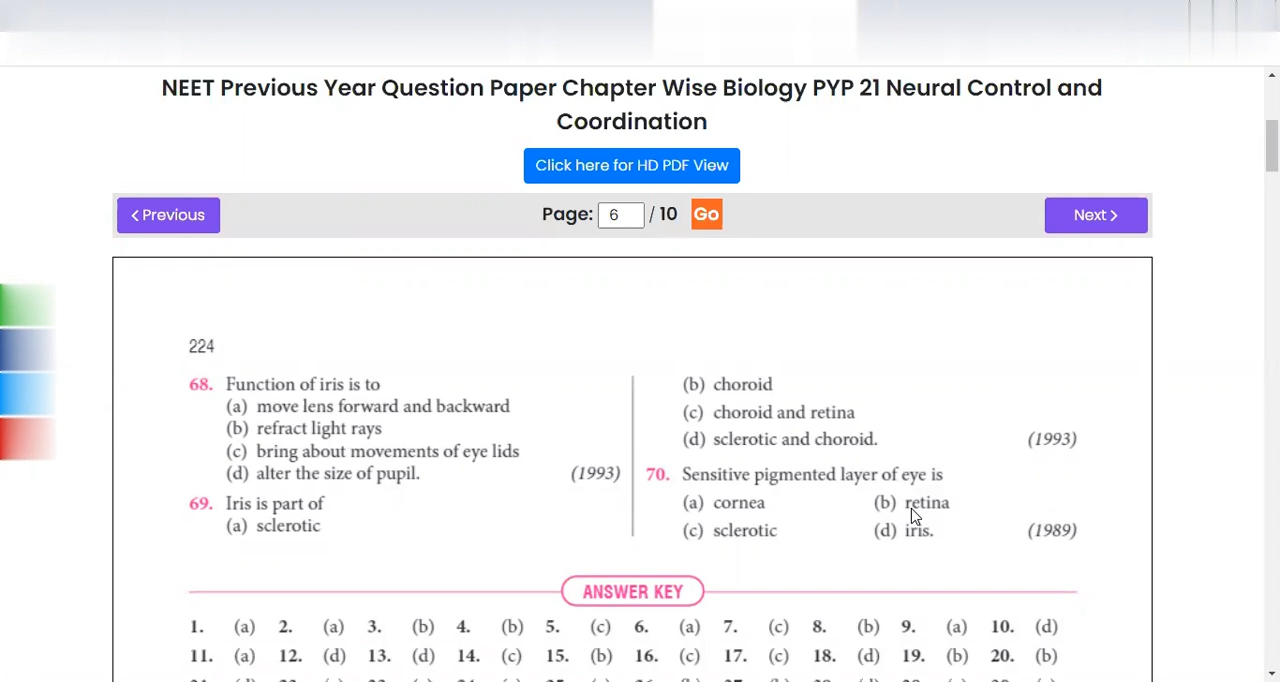 NEET Previous Year Question Paper Chapter Wise Biology PYP 21 Neural Control and
Coordination
Click here for HD PDF View
Previous
Page: 6 / 10 Go
Next
224
68. Function of iris is to
(a) move lens forward and backward
(b) refract light rays
(c) bring about movements of eye lids
(d) alter the size of pupil. (1993)
69. Iris is part of
(a) sclerotic
(b) choroid
(c) choroid and retina
(d) sclerotic and choroid. (1993)
70. Sensitive pigmented layer of eye is
(a) cornea (b) retina
(c) sclerotic (d) iris. (1989)
ANSWER KEY
1. (a) 2. (a) 3. (b) 4. (b) 5. (c) 6. (a) 7. (c) 8. (b) 9. (a) 10. (d)
11. (a) 12. (d) 13. (d) 14. (c) 15. (b) 16. (c) 17. (c) 18. (d) 19. (b) 20. (b)